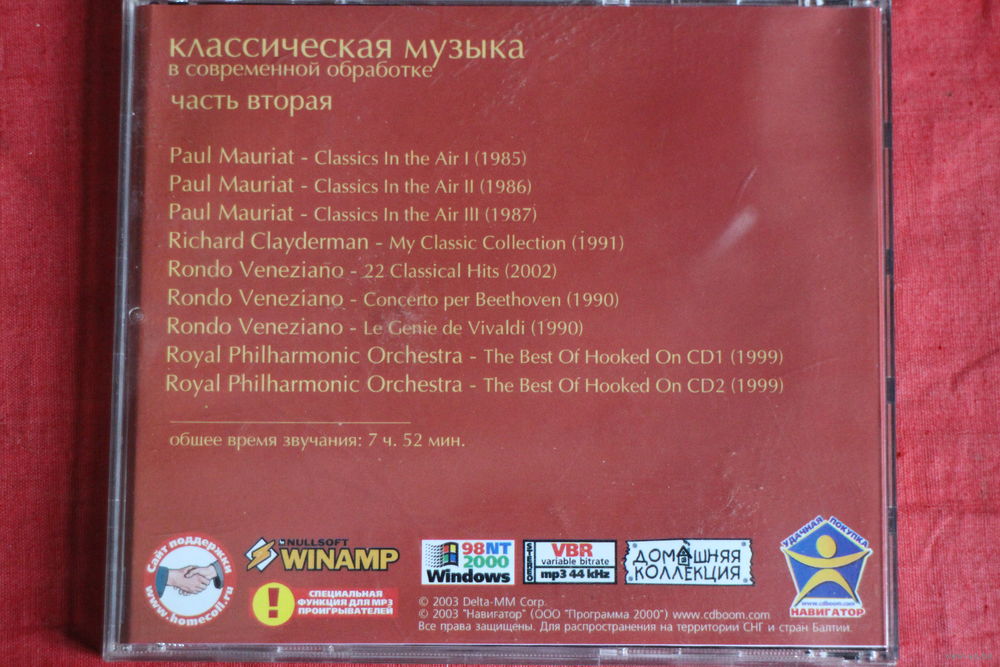 классическая музыка
в современной обработке
часть вторая
Paul Mauriat - Classics In the Air I (1985)
Paul Mauriat - Classics In the Air II (1986)
Paul Mauriat - Classics In the Air III (1987)
Richard Clayderman - My Classic Collection (1991)
Rondo Veneziano - 22 Classical Hits (2002)
Rondo Veneziano - Concerto per Beethoven (1990)
Rondo Veneziano - Le Genie de Vivaldi (1990)
Royal Philharmonic Orchestra - The Best Of Hooked On CD1 (1999)
Royal Philharmonic Orchestra - The Best Of Hooked On CD2 (1999)
общее время звучания: 7 ч. 52 мин.
Сайт поддержки
www.homecoll.ru
NULLSOFT
WINAMP
СПЕЦИАЛЬНАЯ
ФУНКЦИЯ ДЛЯ MP3
ПРОИГРЫВАТЕЛЕЙ
98NT
2000
Windows
STEREO
VBR
variable bitrate
mp3 44 kHz
ДОМАШНЯЯ
КОЛЛЕКЦИЯ
УДАЧНАЯ ПОКУПКА
www.cdboom.com
НАВИГАТОР
© 2003 Delta-MM Corp.
© 2003 "Навигатор" (ООО "Программа 2000") www.cdboom.com
Все права защищены. Для распространения на территории СНГ и стран Балтии.